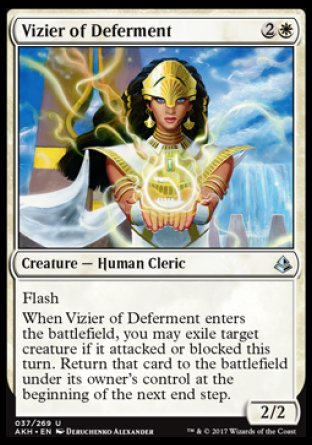 Vizier of Deferment 2
Creature — Human Cleric
Flash
When Vizier of Deferment enters
the battlefield, you may exile target
creature if it attacked or blocked this
turn. Return that card to the battlefield
under its owner's control at the
beginning of the next end step.
2/2
037/269 U
AKH • EN DERUCHENKO ALEXANDER
™ & © 2017 Wizards of the Coast